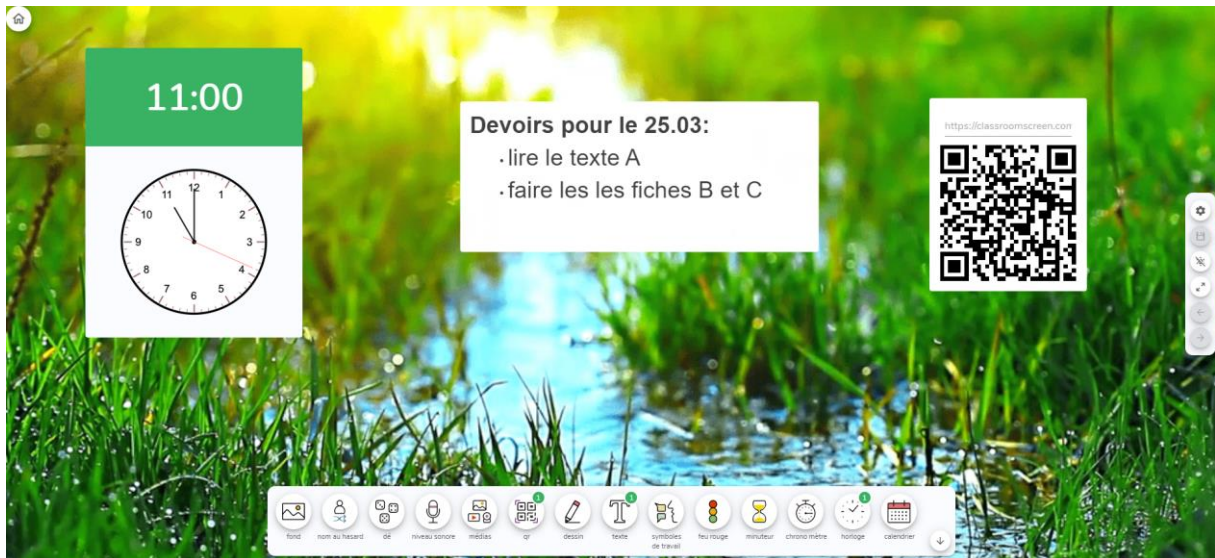 11:00
12
1
2
3
4
5
6
7
8
9
10
11
Devoirs pour le 25.03:
· lire le texte A
· faire les les fiches B et C
https://classroomscreen.con
1
1
1
fond
nom au hasard
dé
niveau sonore
médias
qr
dessin
texte
symboles
de travail
feu rouge
minuteur
chrono mètre
horloge
calendrier